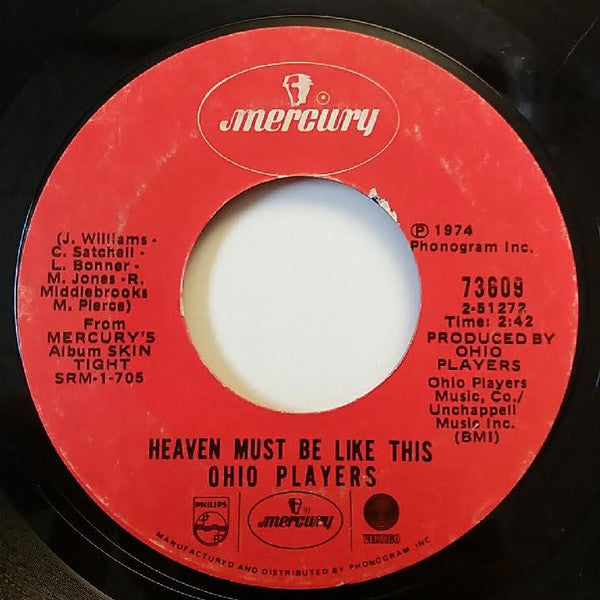 mercury
(J. Williams -
C. Satchell -
L. Bonner -
M. Jones -R.
Middlebrooks
M. Pierce)
From
MERCURY'S
Album SKIN
TIGHT
SRM-1-705
Ⓟ 1974
Phonogram Inc.
73609
2-51272
Time: 2:42
PRODUCED BY
OHIO
PLAYERS
Ohio Players
Music, Co./
Unchappell
Music Inc.
(BMI)
HEAVEN MUST BE LIKE THIS
OHIO PLAYERS
PHILIPS
mercury
VERTIGO
MANUFACTURED AND DISTRIBUTED BY PHONOGRAM, INC